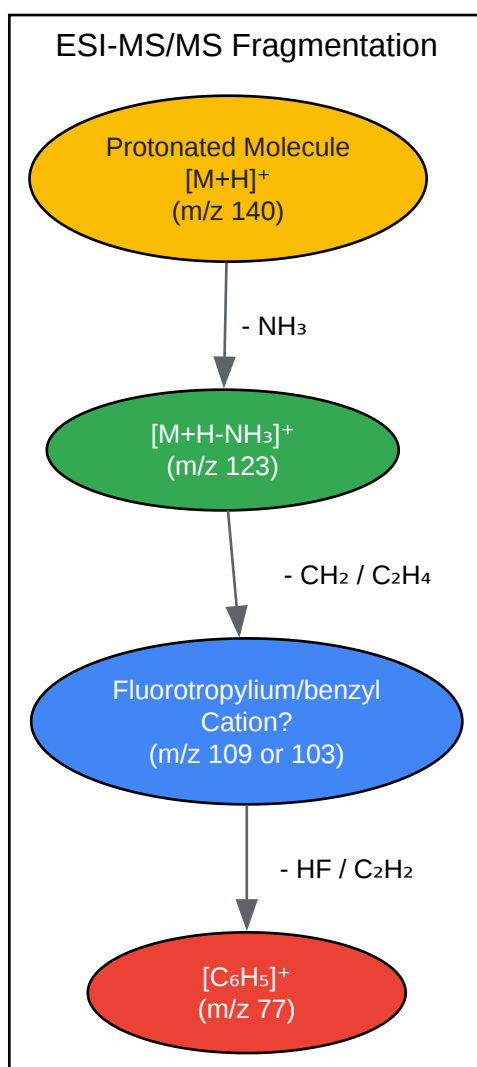 ESI-MS/MS Fragmentation
Protonated Molecule
[M+H]⁺
(m/z 140)
- NH₃
[M+H-NH₃]⁺
(m/z 123)
- CH₂ / C₂H₄
Fluorotropylium/benzyl
Cation?
(m/z 109 or 103)
- HF / C₂H₂
[C₆H₅]⁺
(m/z 77)